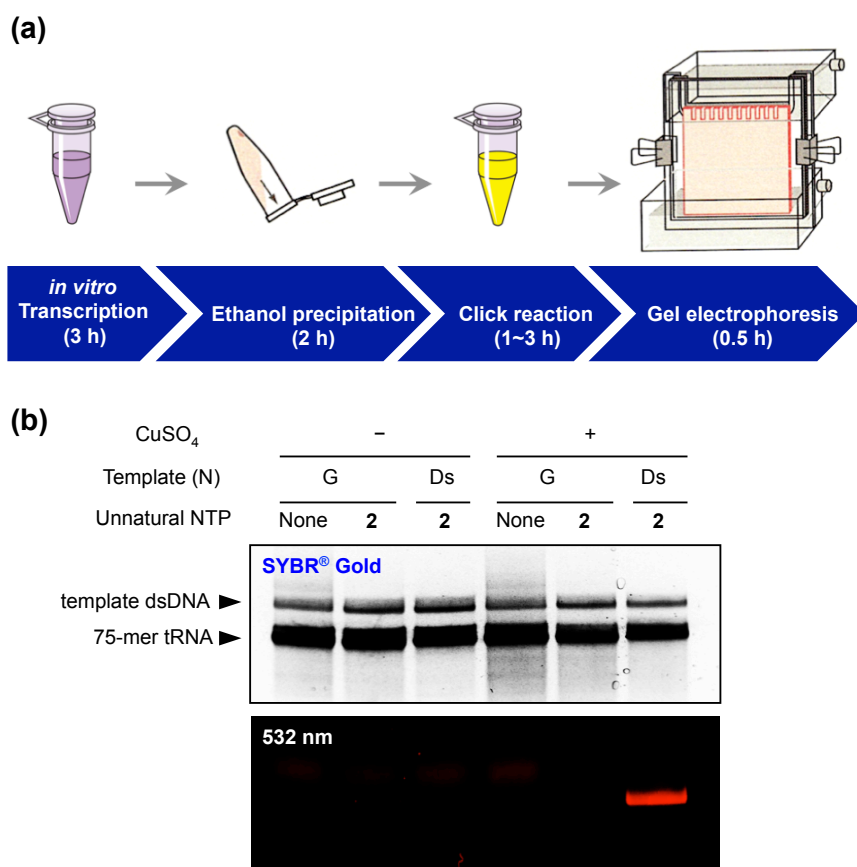 (a)
in vitro
Transcription
(3 h)
Ethanol precipitation
(2 h)
Click reaction
(1~3 h)
Gel electrophoresis
(0.5 h)
(b)
CuSO₄ − +
Template (N) G Ds G Ds
Unnatural NTP None 2 2 None 2 2
SYBR® Gold
template dsDNA
75-mer tRNA
532 nm